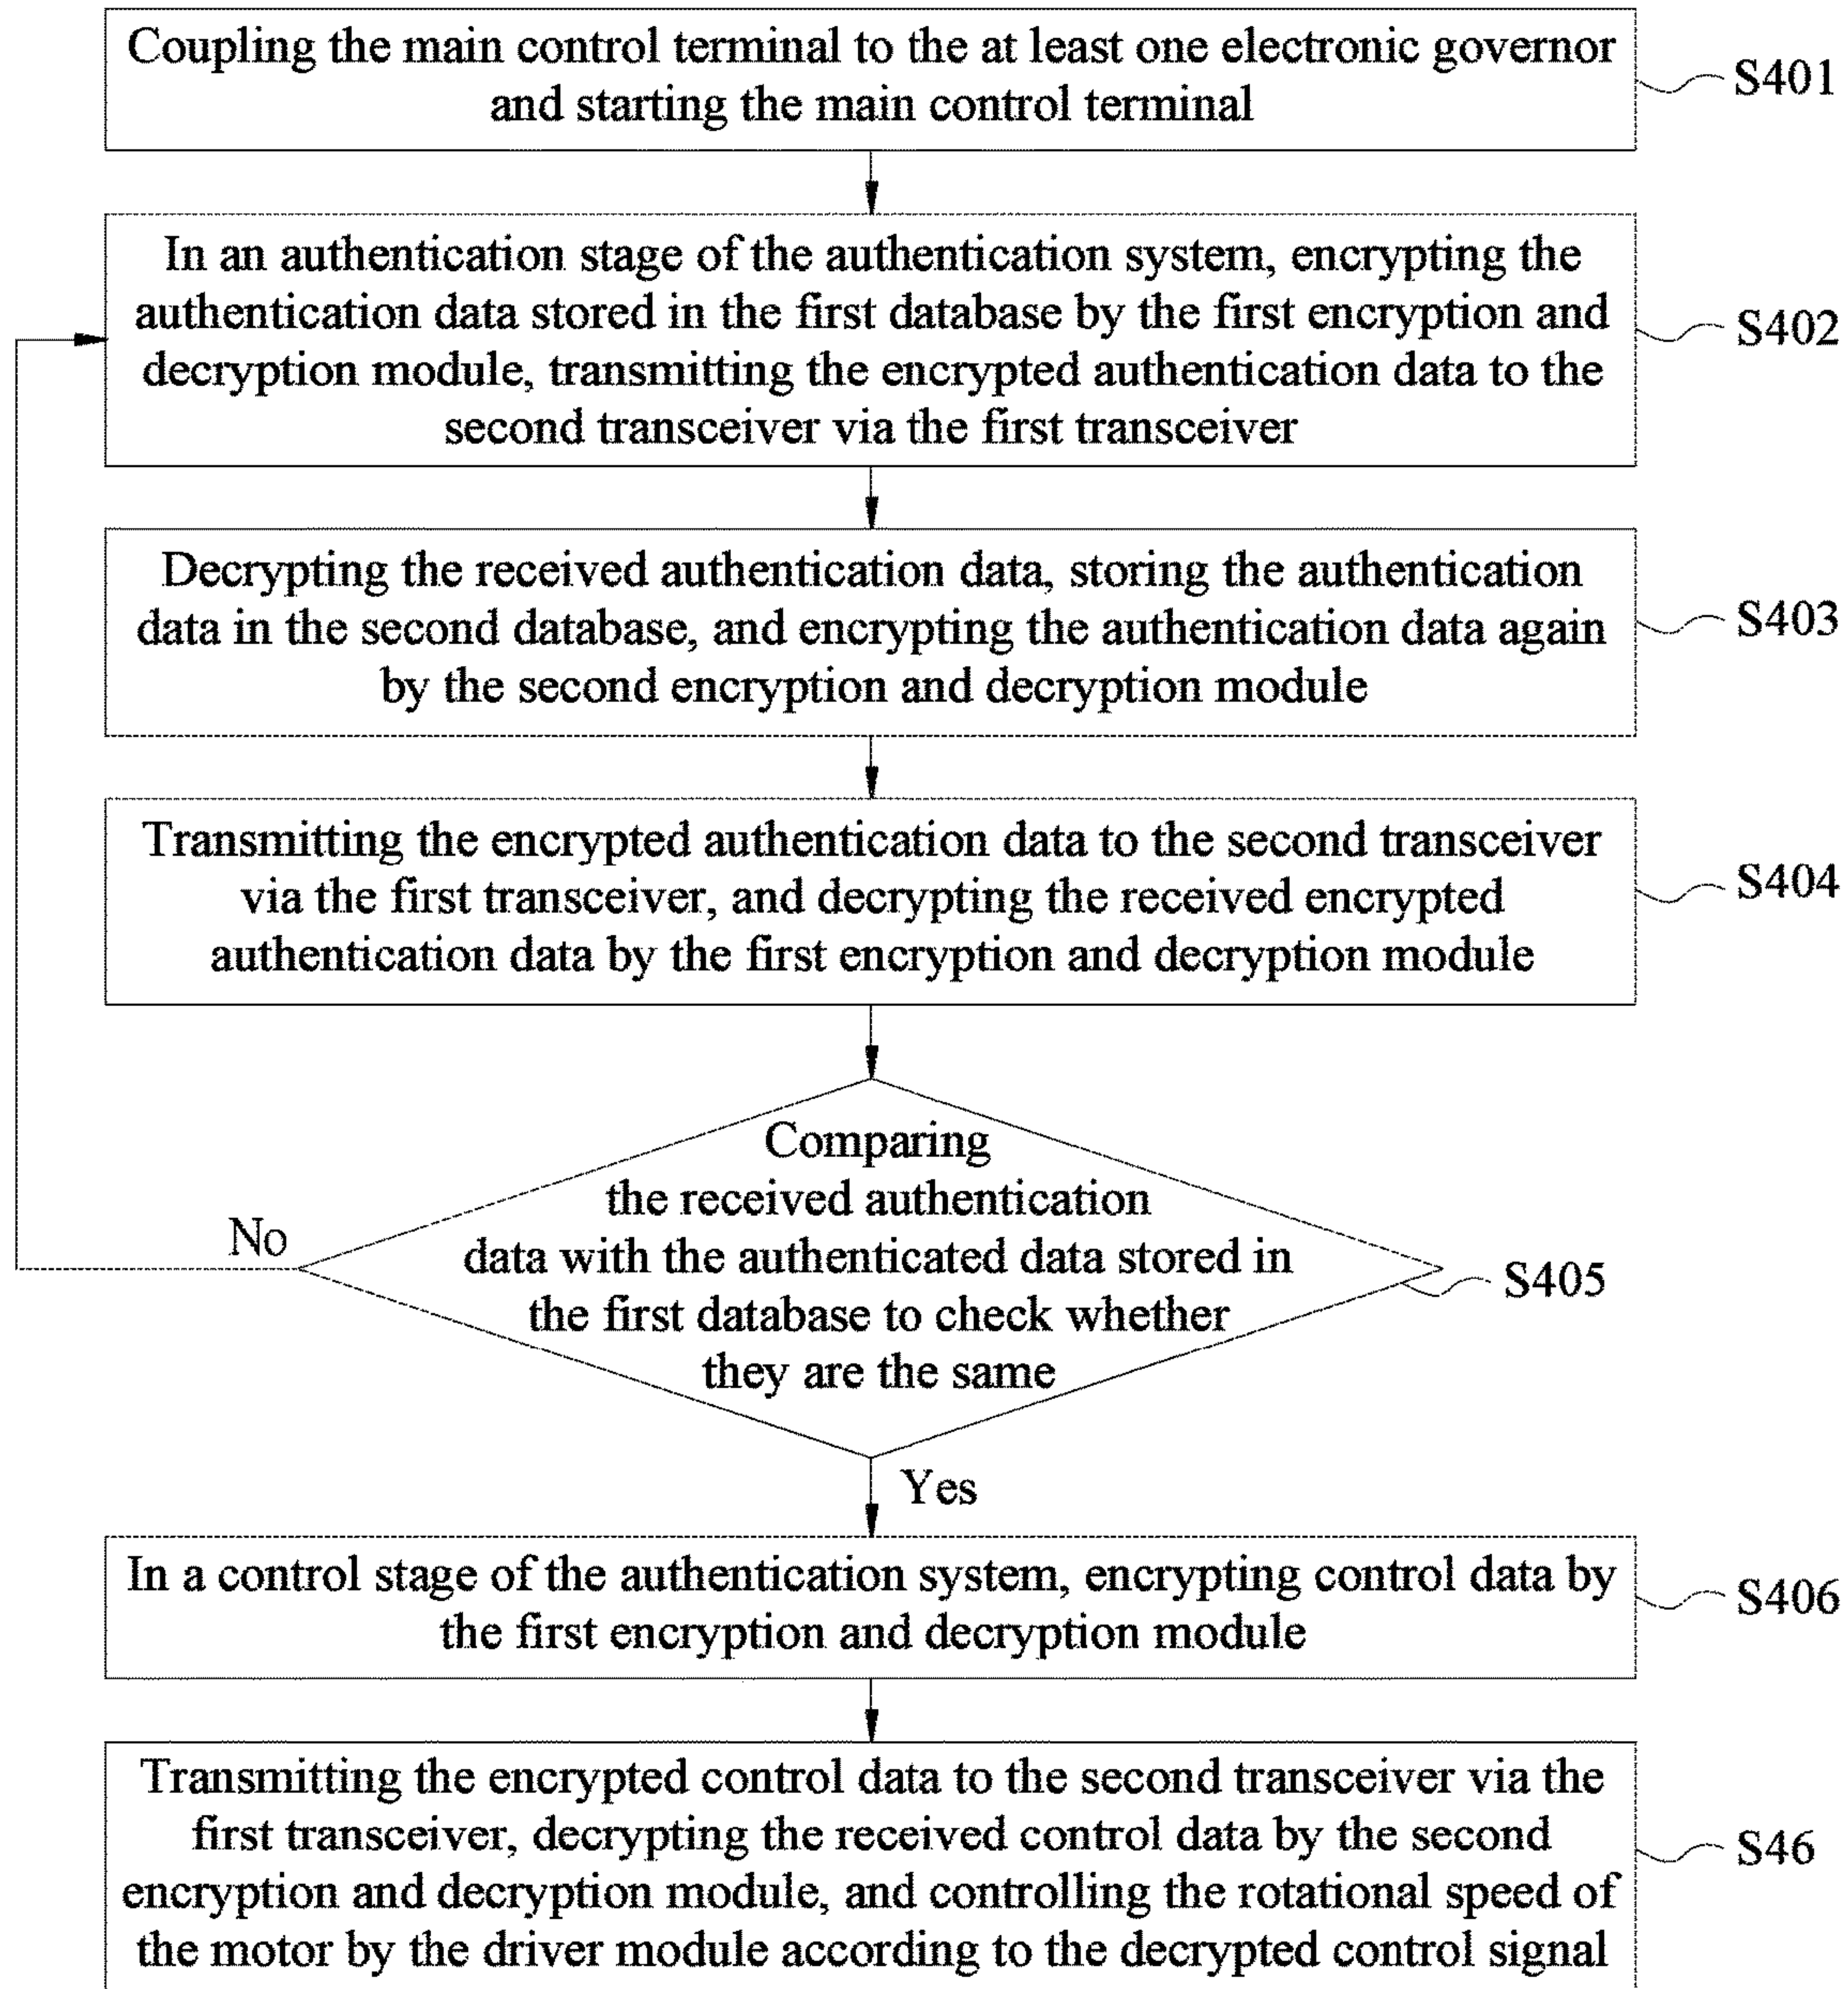 Coupling the main control terminal to the at least one electronic governor
and starting the main control terminal
S401
In an authentication stage of the authentication system, encrypting the
authentication data stored in the first database by the first encryption and
decryption module, transmitting the encrypted authentication data to the
second transceiver via the first transceiver
S402
Decrypting the received authentication data, storing the authentication
data in the second database, and encrypting the authentication data again
by the second encryption and decryption module
S403
Transmitting the encrypted authentication data to the second transceiver
via the first transceiver, and decrypting the received encrypted
authentication data by the first encryption and decryption module
S404
Comparing
the received authentication
data with the authenticated data stored in
the first database to check whether
they are the same
S405
No
Yes
In a control stage of the authentication system, encrypting control data by
the first encryption and decryption module
S406
Transmitting the encrypted control data to the second transceiver via the
first transceiver, decrypting the received control data by the second
encryption and decryption module, and controlling the rotational speed of
the motor by the driver module according to the decrypted control signal
S46